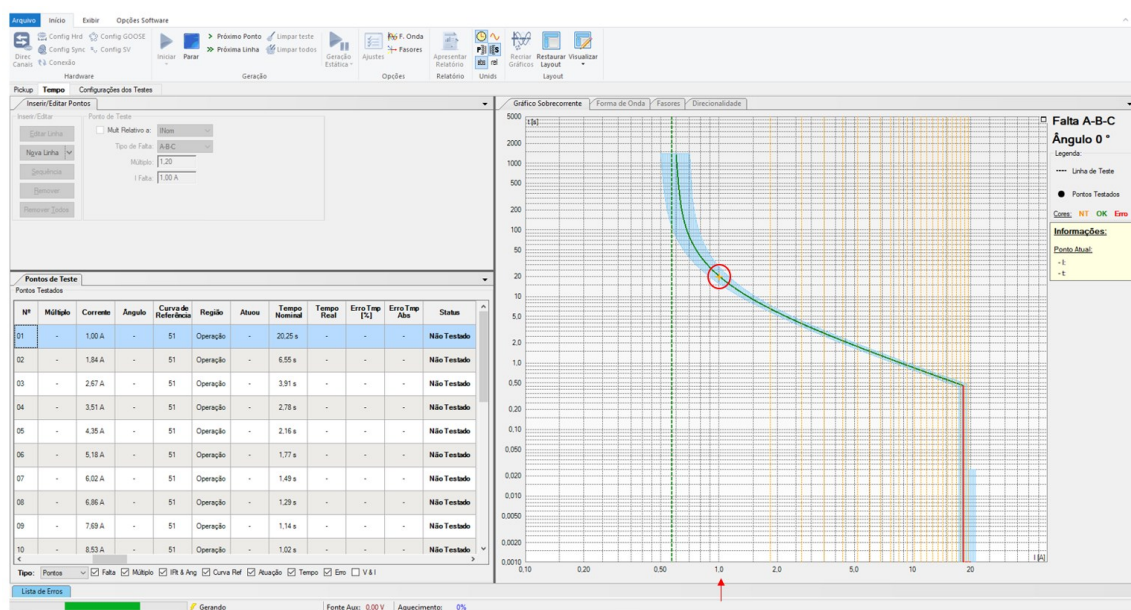 Arquivo Início Exibir Opções Software
Config Hrd Config GOOSE
Direc Canais Config Sync Config SV
Conexão
Hardware
Iniciar Parar
Próximo Ponto Limpar teste
Próxima Linha Limpar todos
Geração Estática
Geração
Ajustes F. Onda
Fasores
Opções
Apresentar Relatório
Relatório
abs rel
Unids
Recriar Gráficos Restaurar Layout Visualizar
Layout
Pickup Tempo Configurações dos Testes
Inserir/Editar Pontos
Inserir/Editar
Editar Linha
Nova Linha
Sequência
Remover
Remover Todos
Ponto de Teste
Mult Relativo a: INom
Tipo de Falta: A-B-C
Múltiplo: 1,20
I Falta: 1,00 A
Pontos de Teste
Pontos Testados
Nº Múltiplo Corrente Ângulo Curva de Referência Região Atuou Tempo Nominal Tempo Real Erro Tmp [%] Erro Tmp Abs Status
01 - 1,00 A - 51 Operação - 20,25 s - - - Não Testado
02 - 1,84 A - 51 Operação - 6,55 s - - - Não Testado
03 - 2,67 A - 51 Operação - 3,91 s - - - Não Testado
04 - 3,51 A - 51 Operação - 2,78 s - - - Não Testado
05 - 4,35 A - 51 Operação - 2,16 s - - - Não Testado
06 - 5,18 A - 51 Operação - 1,77 s - - - Não Testado
07 - 6,02 A - 51 Operação - 1,49 s - - - Não Testado
08 - 6,86 A - 51 Operação - 1,29 s - - - Não Testado
09 - 7,69 A - 51 Operação - 1,14 s - - - Não Testado
10 - 8,53 A - 51 Operação - 1,02 s - - - Não Testado
Tipo: Pontos Falta Múltiplo IRt & Ang Curva Ref Atuação Tempo Erro V & I
Lista de Erros
Gerando Fonte Aux: 0.00 V Aquecimento: 0%
Gráfico Sobrecorrente Forma de Onda Fasores Direcionalidade
t [s]
5000
2000
1000
500
200
100
50
20
10
5,0
2,0
1,0
0,50
0,20
0,10
0,050
0,020
0,010
0,0050
0,0020
0,0010
I [A]
0,10 0,20 0,50 1,0 2,0 5,0 10 20
Falta A-B-C
Ângulo 0 °
Legenda:
Linha de Teste
Pontos Testados
Cores: NT OK Erro
Informações:
Ponto Atual:
- I:
- t: